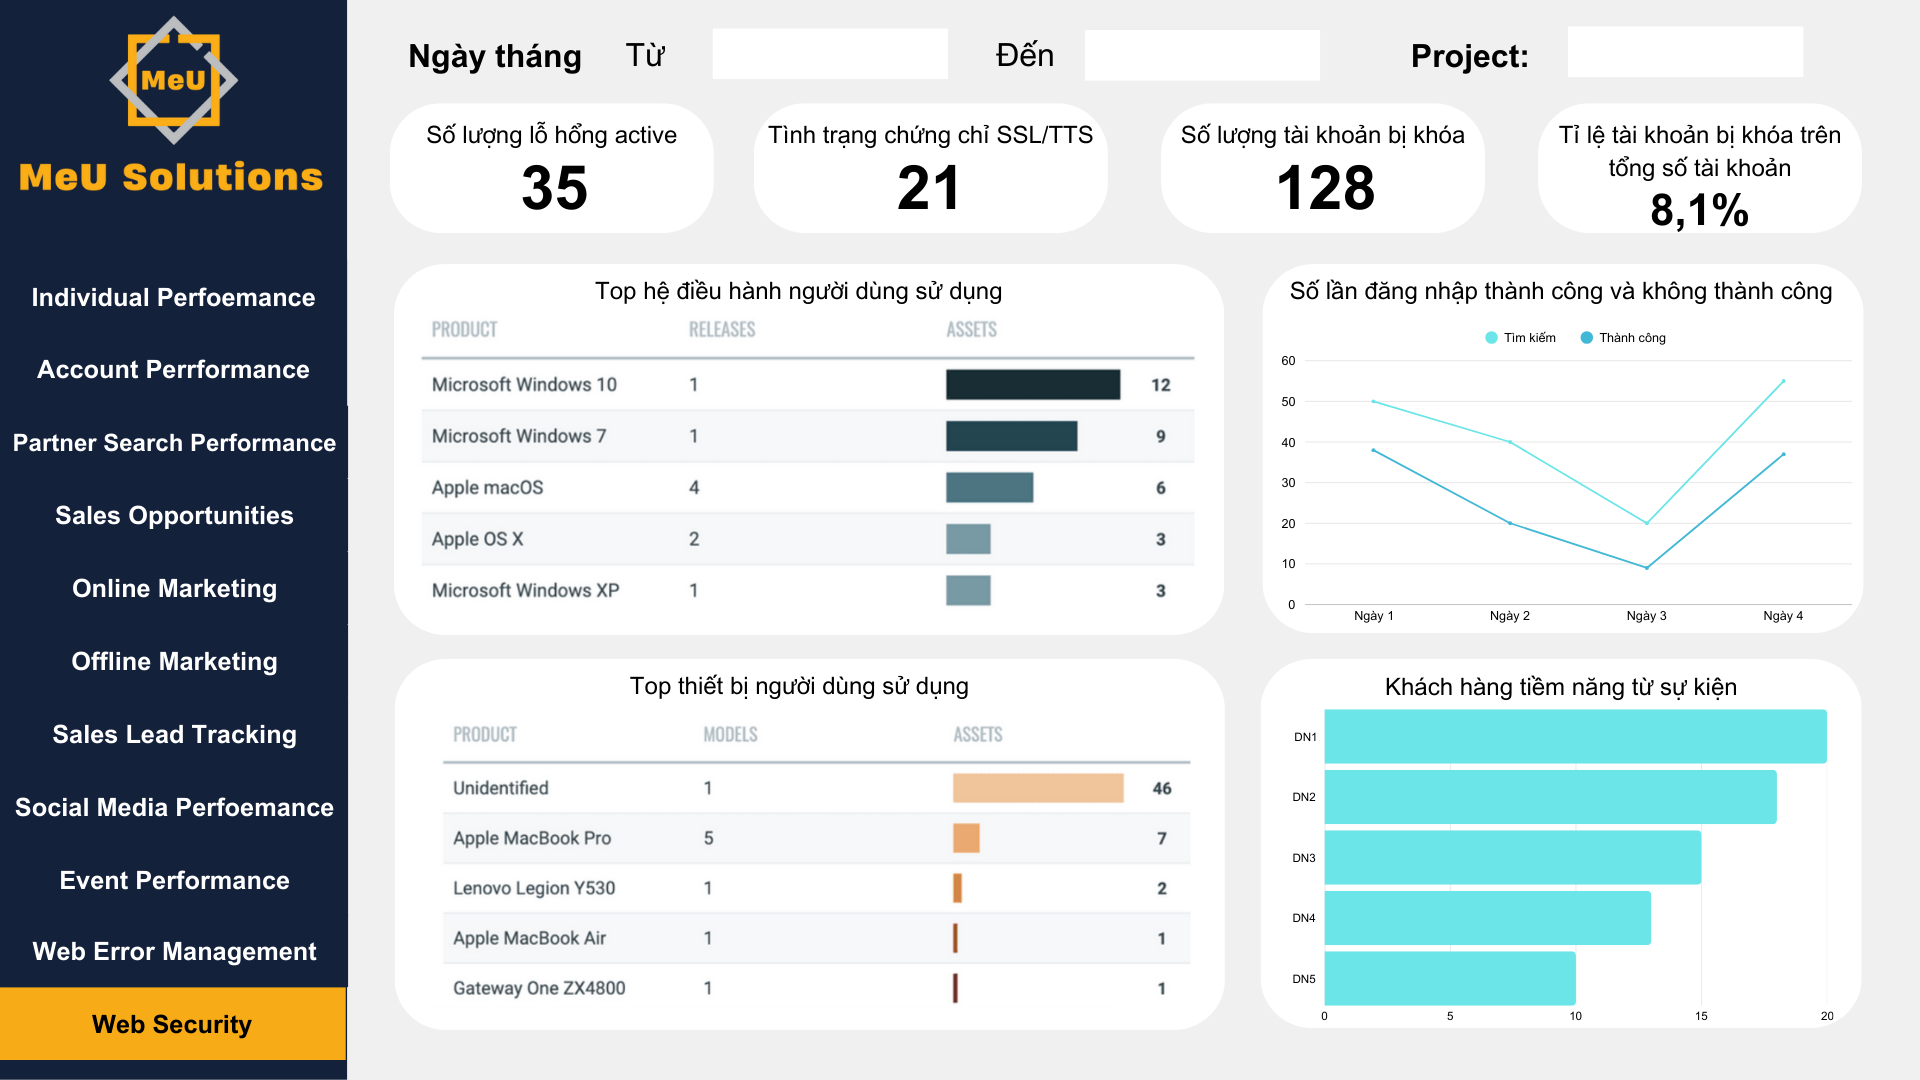 MeU
MeU Solutions
Individual Perfoemance
Account Perrformance
Partner Search Performance
Sales Opportunities
Online Marketing
Offline Marketing
Sales Lead Tracking
Social Media Perfoemance
Event Performance
Web Error Management
Web Security
Ngày tháng Từ Đến Project:
Số lượng lỗ hổng active
35
Tình trạng chứng chỉ SSL/TTS
21
Số lượng tài khoản bị khóa
128
Tỉ lệ tài khoản bị khóa trên
tổng số tài khoản
8,1%
Top hệ điều hành người dùng sử dụng
PRODUCT RELEASES ASSETS
Microsoft Windows 10 1 12
Microsoft Windows 7 1 9
Apple macOS 4 6
Apple OS X 2 3
Microsoft Windows XP 1 3
Số lần đăng nhập thành công và không thành công
Tìm kiếm Thành công
60
50
40
30
20
10
0
Ngày 1 Ngày 2 Ngày 3 Ngày 4
Top thiết bị người dùng sử dụng
PRODUCT MODELS ASSETS
Unidentified 1 46
Apple MacBook Pro 5 7
Lenovo Legion Y530 1 2
Apple MacBook Air 1 1
Gateway One ZX4800 1 1
Khách hàng tiềm năng từ sự kiện
DN1
DN2
DN3
DN4
DN5
0 5 10 15 20